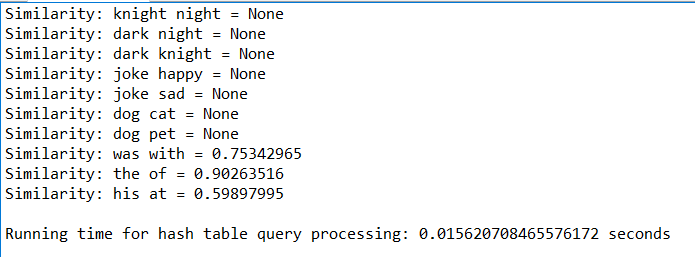 Similarity: knight night = None
Similarity: dark night = None
Similarity: dark knight = None
Similarity: joke happy = None
Similarity: joke sad = None
Similarity: dog cat = None
Similarity: dog pet = None
Similarity: was with = 0.75342965
Similarity: the of = 0.90263516
Similarity: his at = 0.59897995
Running time for hash table query processing: 0.015620708465576172 seconds